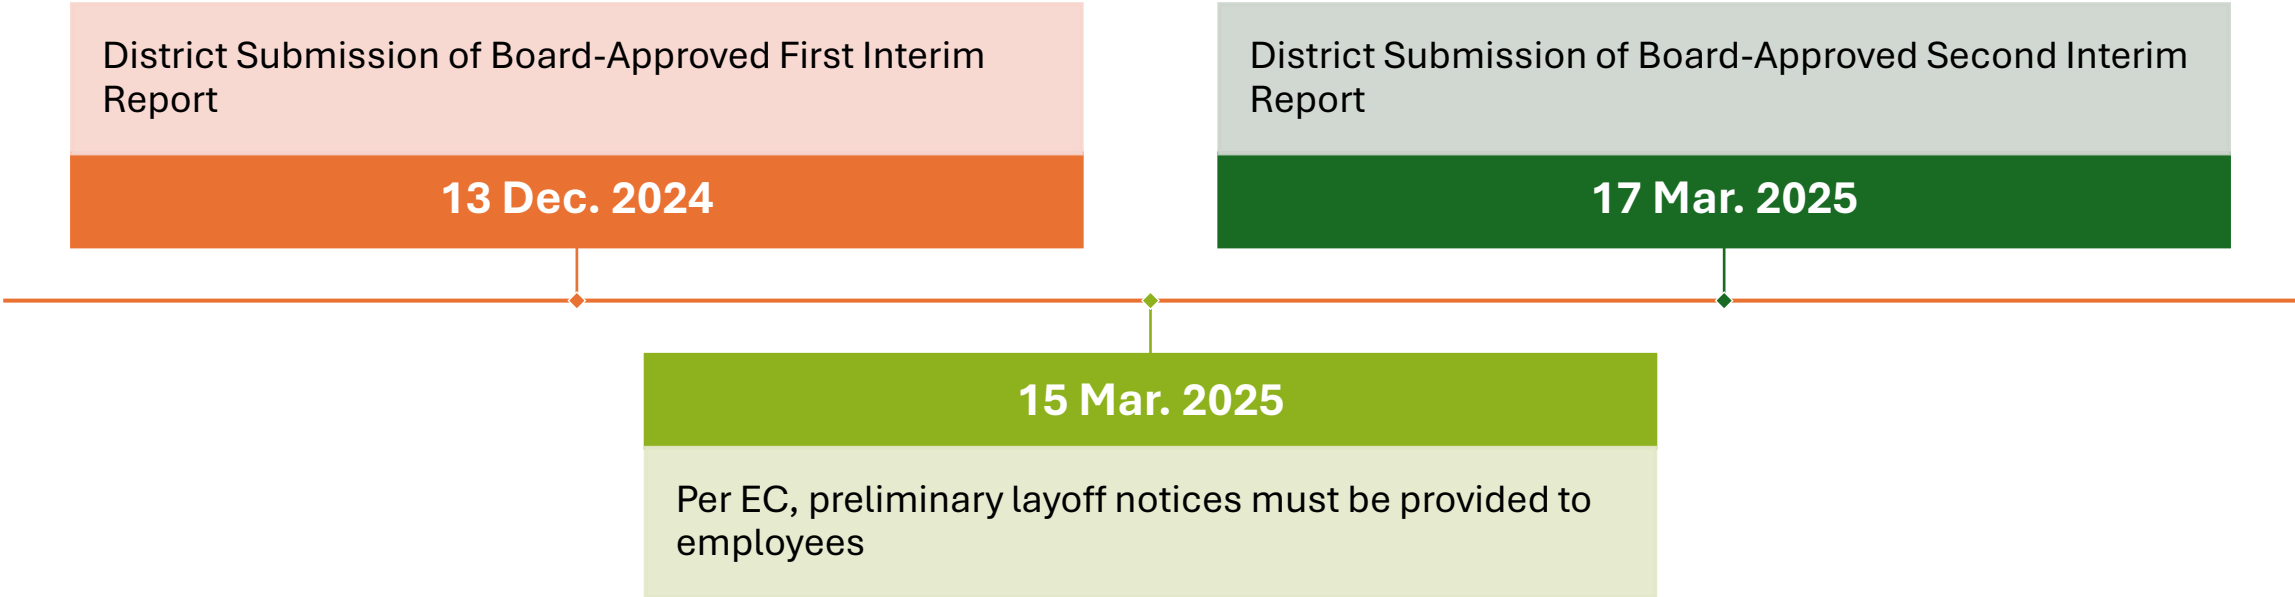 District Submission of Board-Approved First Interim
Report
13 Dec. 2024
15 Mar. 2025
Per EC, preliminary layoff notices must be provided to
employees
District Submission of Board-Approved Second Interim
Report
17 Mar. 2025